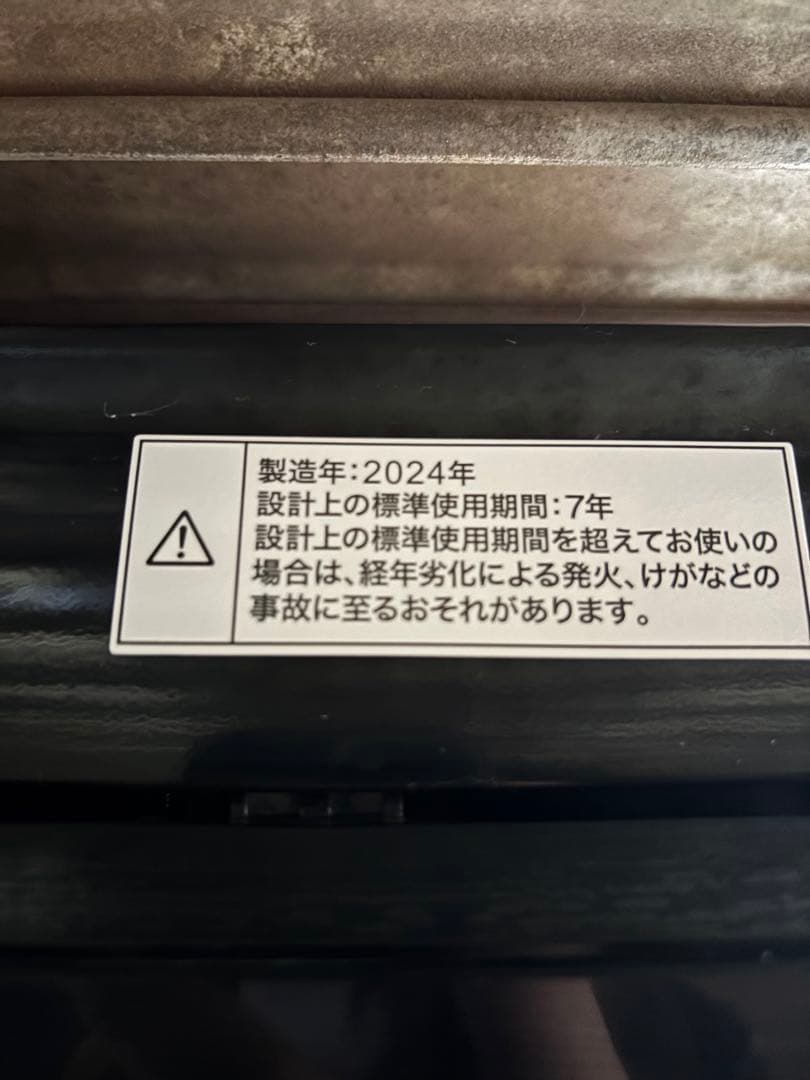 製造年:2024年
設計上の標準使用期間:7年
設計上の標準使用期間を超えてお使いの
場合は、経年劣化による発火、けがなどの
事故に至るおそれがあります。